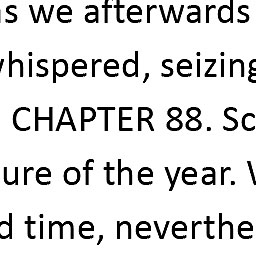 as we afterwards
whispered, seizing
CHAPTER 88. Sc
ure of the year.
d time, neverthe